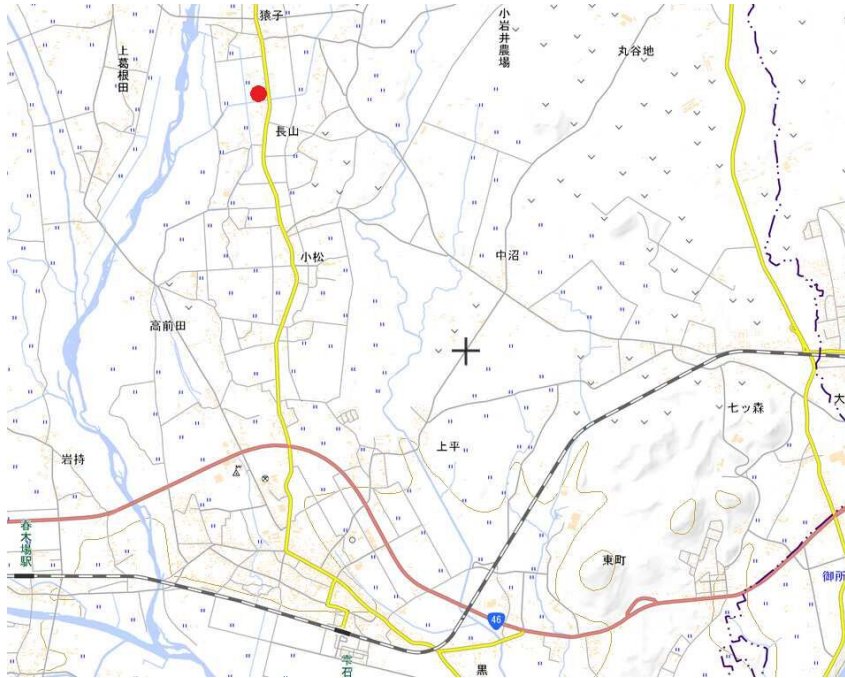 猿子
小岩井農場
丸谷地
上葛根田
長山
小松
中沼
高前田
七ッ森
大
上平
岩持
春木場駅
東町
御所
46
雫石
黒